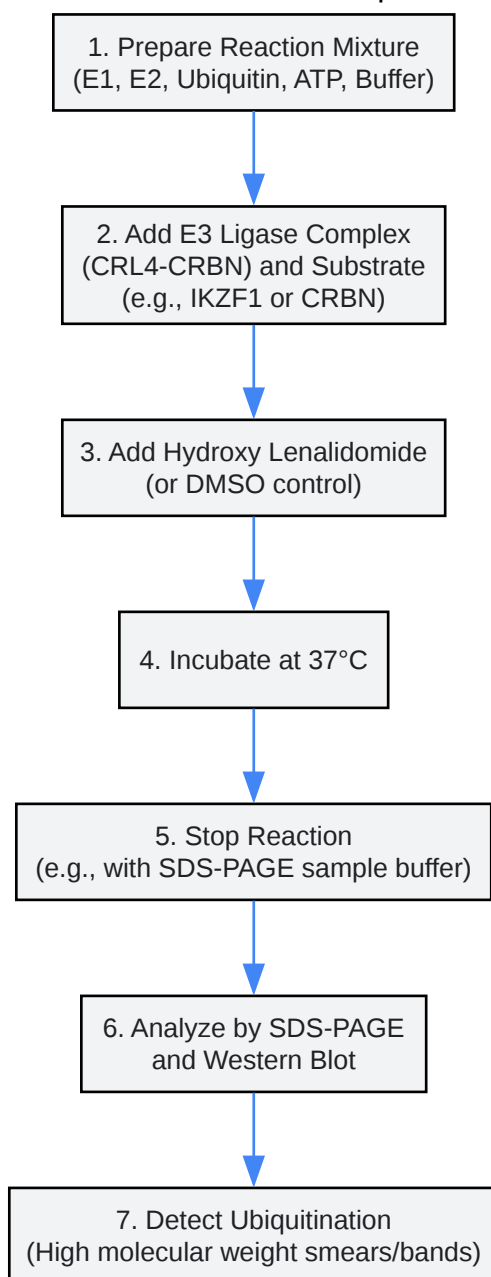 1. Prepare Reaction Mixture
(E1, E2, Ubiquitin, ATP, Buffer)
2. Add E3 Ligase Complex
(CRL4-CRBN) and Substrate
(e.g., IKZF1 or CRBN)
3. Add Hydroxy Lenalidomide
(or DMSO control)
4. Incubate at 37°C
5. Stop Reaction
(e.g., with SDS-PAGE sample buffer)
6. Analyze by SDS-PAGE
and Western Blot
7. Detect Ubiquitination
(High molecular weight smears/bands)